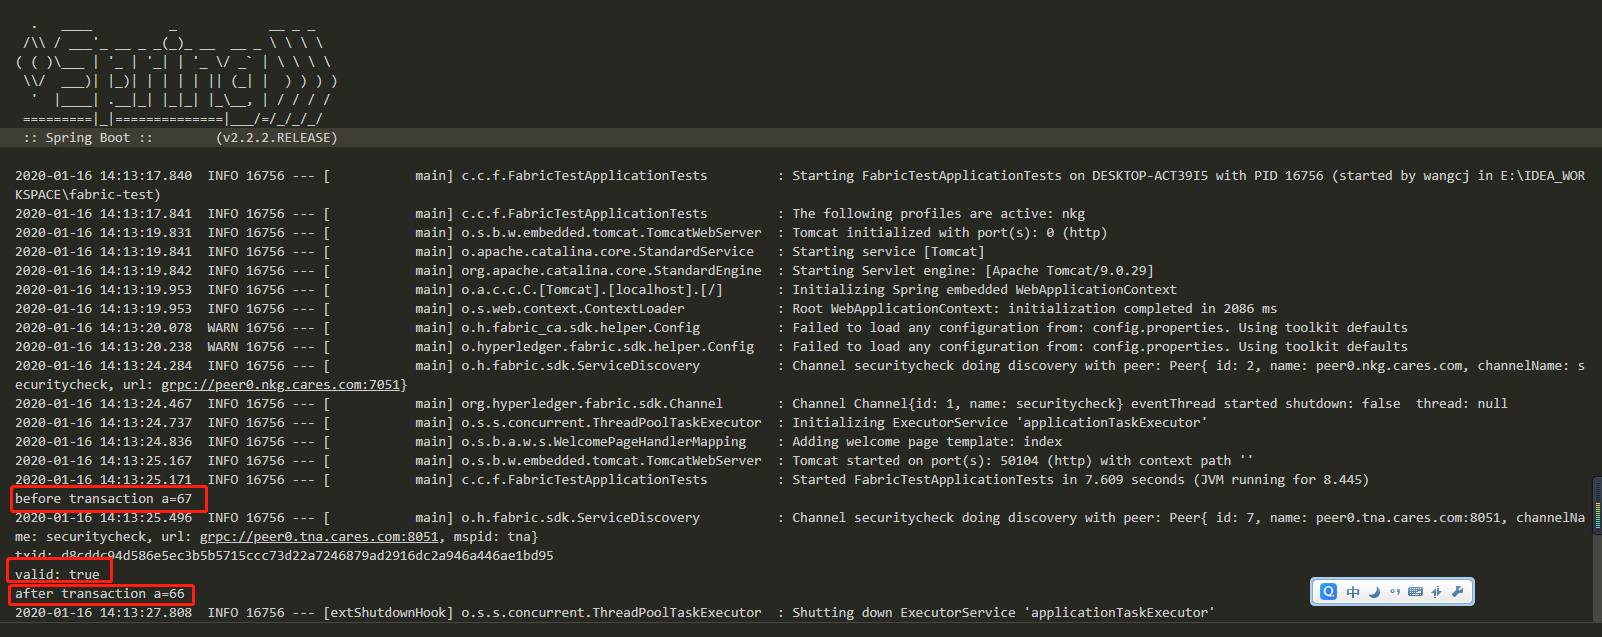 .   ____          _            __ _ _
 /\\ / ___'_ __ _ _(_)_ __  __ _ \ \ \ \
( ( )\___ | '_ | '_| | '_ \/ _` | \ \ \ \
 \\/  ___)| |_)| | | | | || (_| |  ) ) ) )
  '  |____| .__|_| |_|_| |_\__, | / / / /
 =========|_|==============|___/=/_/_/_/
 :: Spring Boot ::        (v2.2.2.RELEASE)
2020-01-16 14:13:17.840  INFO 16756 --- [           main] c.c.f.FabricTestApplicationTests         : Starting FabricTestApplicationTests on DESKTOP-ACT39I5 with PID 16756 (started by wangcj in E:\IDEA_WOR
KSPACE\fabric-test)
2020-01-16 14:13:17.841  INFO 16756 --- [           main] c.c.f.FabricTestApplicationTests         : The following profiles are active: nkg
2020-01-16 14:13:19.831  INFO 16756 --- [           main] o.s.b.w.embedded.tomcat.TomcatWebServer  : Tomcat initialized with port(s): 0 (http)
2020-01-16 14:13:19.841  INFO 16756 --- [           main] o.apache.catalina.core.StandardService   : Starting service [Tomcat]
2020-01-16 14:13:19.842  INFO 16756 --- [           main] org.apache.catalina.core.StandardEngine  : Starting Servlet engine: [Apache Tomcat/9.0.29]
2020-01-16 14:13:19.953  INFO 16756 --- [           main] o.a.c.c.C.[Tomcat].[localhost].[/]       : Initializing Spring embedded WebApplicationContext
2020-01-16 14:13:19.953  INFO 16756 --- [           main] o.s.web.context.ContextLoader            : Root WebApplicationContext: initialization completed in 2086 ms
2020-01-16 14:13:20.078  WARN 16756 --- [           main] o.h.fabric_ca.sdk.helper.Config          : Failed to load any configuration from: config.properties. Using toolkit defaults
2020-01-16 14:13:20.238  WARN 16756 --- [           main] o.hyperledger.fabric.sdk.helper.Config   : Failed to load any configuration from: config.properties. Using toolkit defaults
2020-01-16 14:13:24.284  INFO 16756 --- [           main] o.h.fabric.sdk.ServiceDiscovery          : Channel securitycheck doing discovery with peer: Peer{ id: 2, name: peer0.nkg.cares.com, channelName: s
ecuritycheck, url: grpc://peer0.nkg.cares.com:7051}
2020-01-16 14:13:24.467  INFO 16756 --- [           main] org.hyperledger.fabric.sdk.Channel       : Channel Channel{id: 1, name: securitycheck} eventThread started shutdown: false  thread: null
2020-01-16 14:13:24.737  INFO 16756 --- [           main] o.s.s.concurrent.ThreadPoolTaskExecutor  : Initializing ExecutorService 'applicationTaskExecutor'
2020-01-16 14:13:24.836  INFO 16756 --- [           main] o.s.b.a.w.s.WelcomePageHandlerMapping    : Adding welcome page template: index
2020-01-16 14:13:25.167  INFO 16756 --- [           main] o.s.b.w.embedded.tomcat.TomcatWebServer  : Tomcat started on port(s): 50104 (http) with context path ''
2020-01-16 14:13:25.171  INFO 16756 --- [           main] c.c.f.FabricTestApplicationTests         : Started FabricTestApplicationTests in 7.609 seconds (JVM running for 8.445)
before transaction a=67
2020-01-16 14:13:25.496  INFO 16756 --- [           main] o.h.fabric.sdk.ServiceDiscovery          : Channel securitycheck doing discovery with peer: Peer{ id: 7, name: peer0.tna.cares.com:8051, channelNa
me: securitycheck, url: grpc://peer0.tna.cares.com:8051, mspid: tna}
txid: d8cddc94d586e5ec3b5b5715ccc73d22a7246879ad2916dc2a946a446ae1bd95
valid: true
after transaction a=66
2020-01-16 14:13:27.808  INFO 16756 --- [extShutdownHook] o.s.s.concurrent.ThreadPoolTaskExecutor  : Shutting down ExecutorService 'applicationTaskExecutor'
中